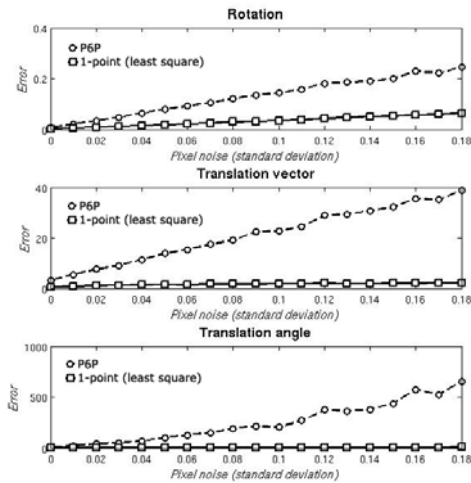 Rotation
0.4
P6P
1-point (least square)
Error
0.2
0
0 0.02 0.04 0.06 0.08 0.1 0.12 0.14 0.16 0.18
Pixel noise (standard deviation)
Translation vector
40
P6P
1-point (least square)
Error
20
0
0 0.02 0.04 0.06 0.08 0.1 0.12 0.14 0.16 0.18
Pixel noise (standard deviation)
Translation angle
1000
P6P
1-point (least square)
Error
500
0
0 0.02 0.04 0.06 0.08 0.1 0.12 0.14 0.16 0.18
Pixel noise (standard deviation)